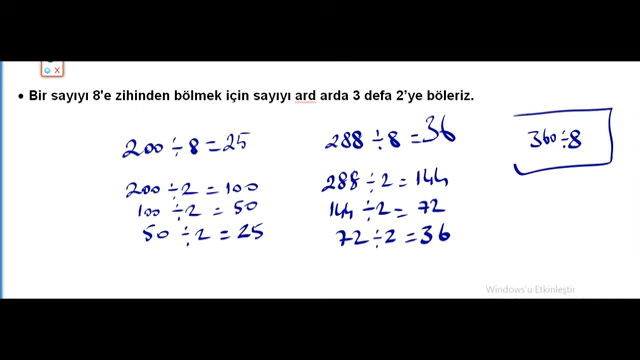 • Bir sayıyı 8'e zihinden bölmek için sayıyı ard arda 3 defa 2'ye böleriz.
200 ÷ 8 = 25
200 ÷ 2 = 100
100 ÷ 2 = 50
50 ÷ 2 = 25
288 ÷ 8 = 36
288 ÷ 2 = 144
144 ÷ 2 = 72
72 ÷ 2 = 36
360 ÷ 8
Windows'u Etkinleştir